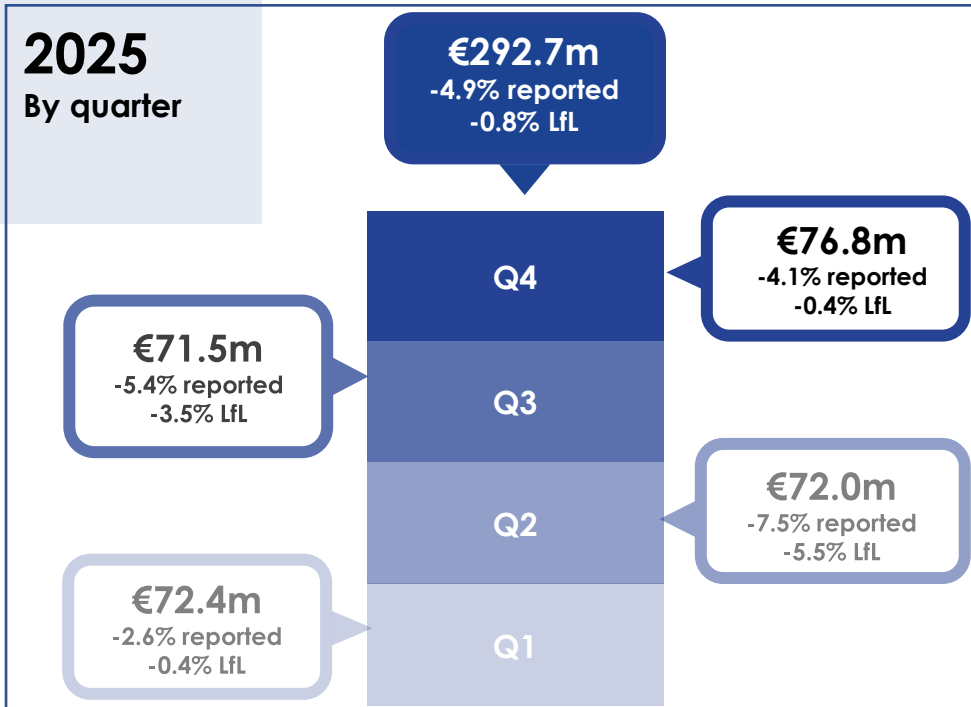 2025
By quarter
€292.7m
-4.9% reported
-0.8% LfL
Q4
€76.8m
-4.1% reported
-0.4% LfL
€71.5m
-5.4% reported
-3.5% LfL
Q3
Q2
€72.0m
-7.5% reported
-5.5% LfL
€72.4m
-2.6% reported
-0.4% LfL
Q1